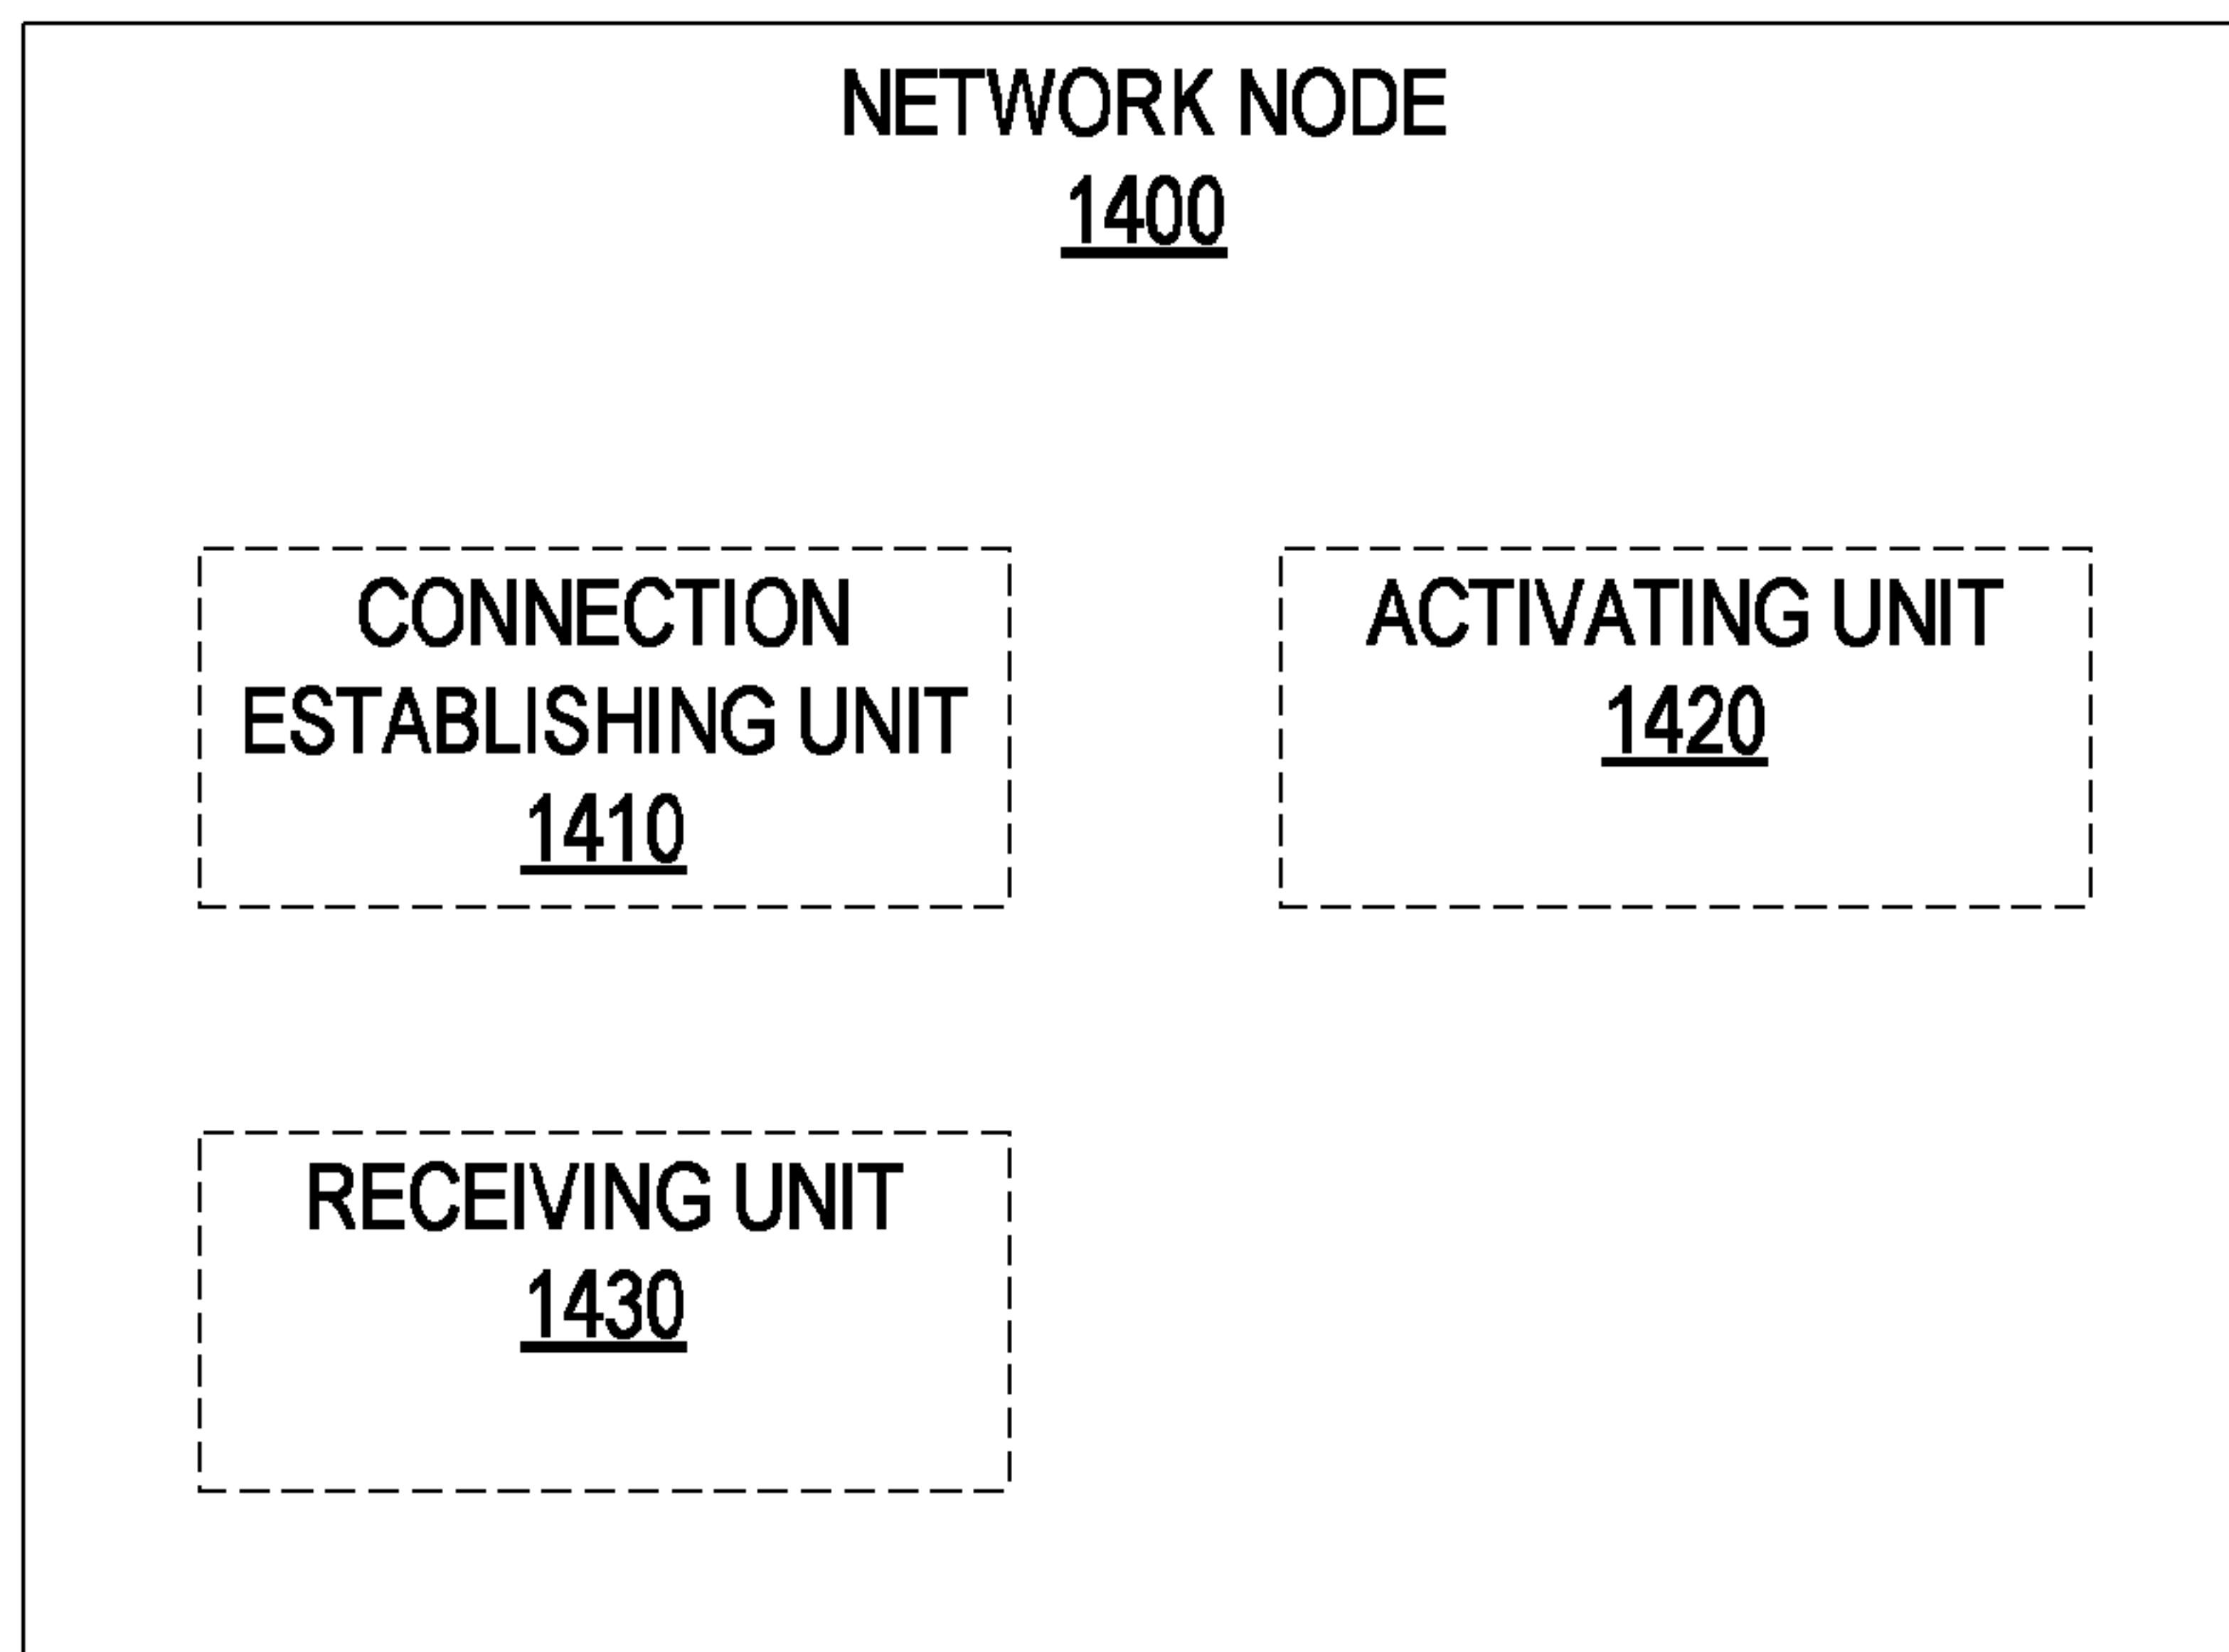 NETWORK NODE
1400
CONNECTION
ESTABLISHING UNIT
1410
ACTIVATING UNIT
1420
RECEIVING UNIT
1430